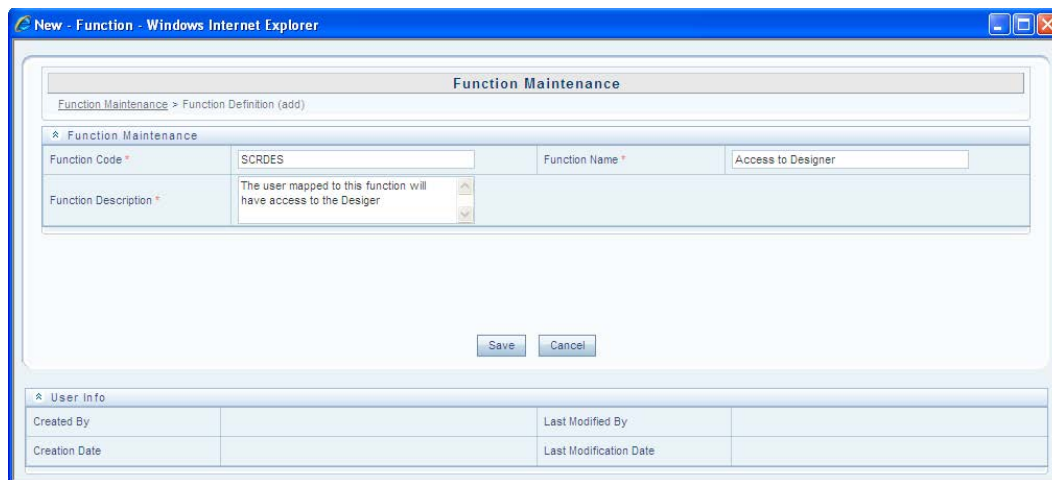 New - Function - Windows Internet Explorer
Function Maintenance
Function Maintenance > Function Definition (add)
Function Maintenance
Function Code * SCRDES Function Name * Access to Designer
Function Description * The user mapped to this function will
have access to the Desiger
Save Cancel
User Info
Created By Last Modified By
Creation Date Last Modification Date